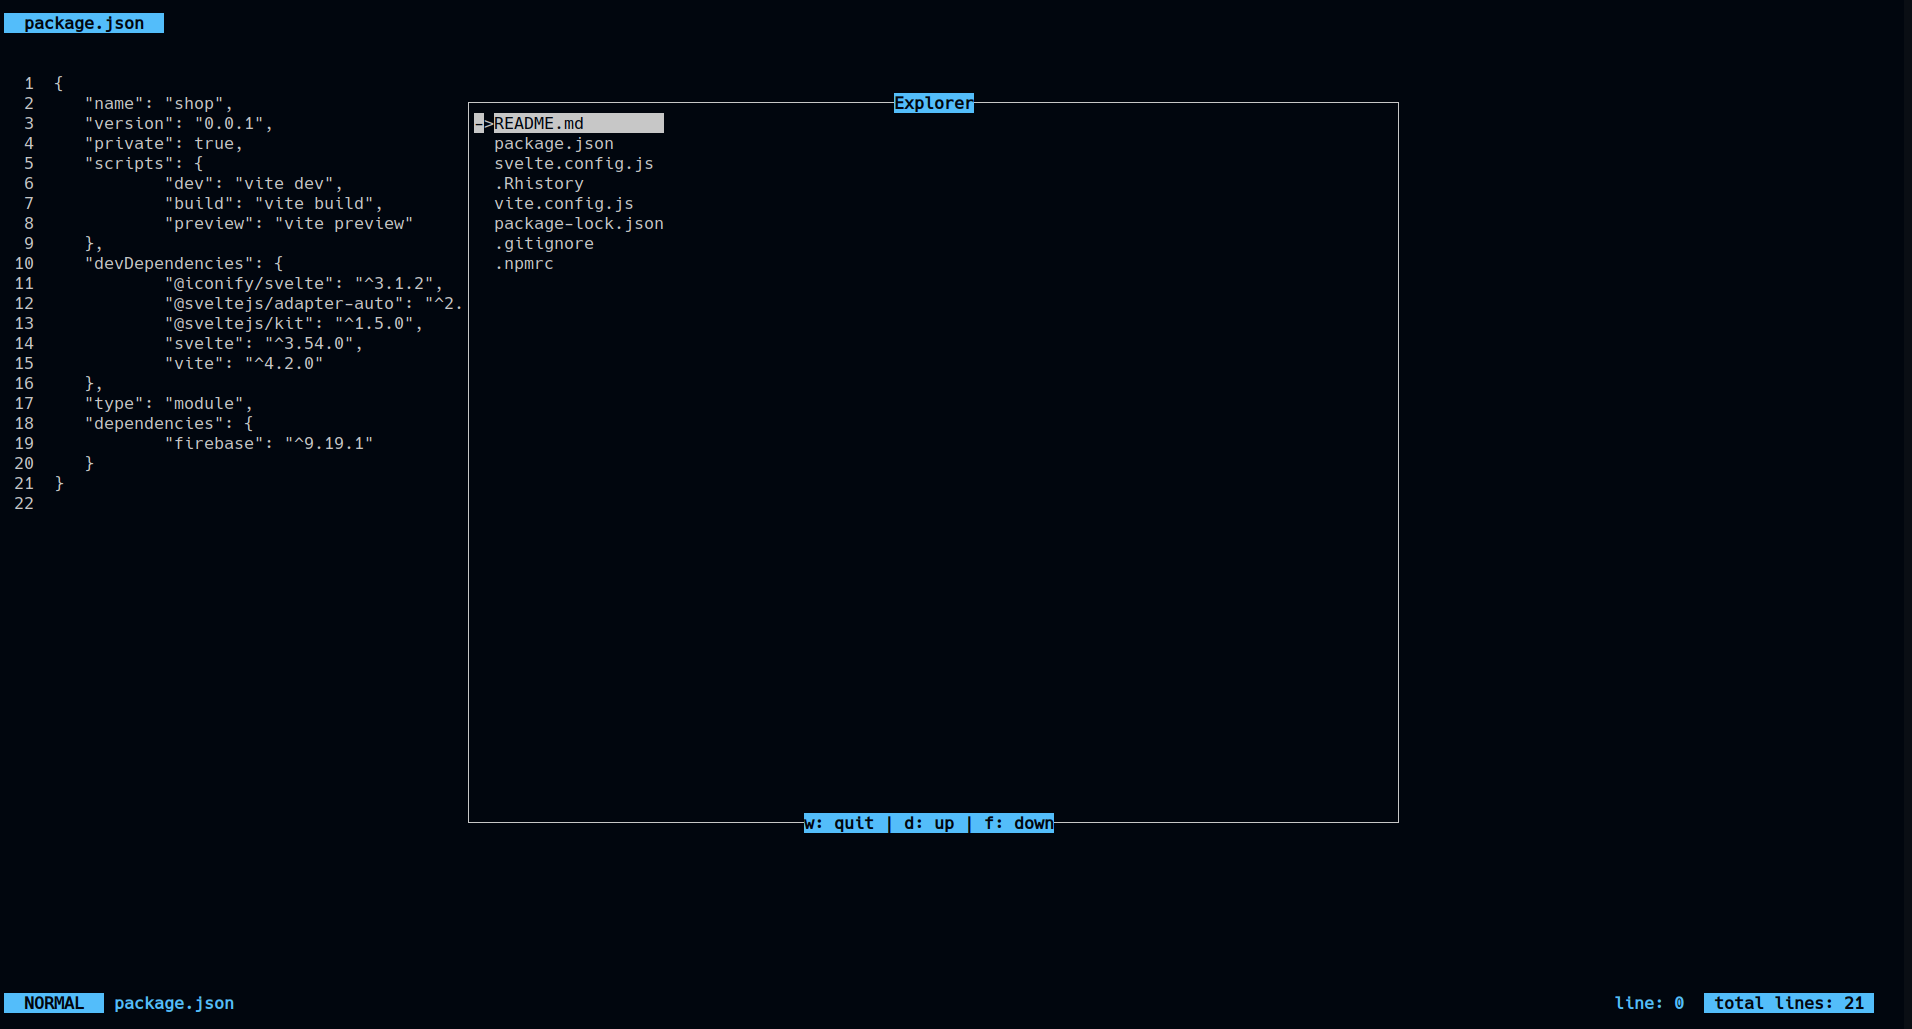 package.json
1 {
2 "name": "shop",
3 "version": "0.0.1",
4 "private": true,
5 "scripts": {
6 "dev": "vite dev",
7 "build": "vite build",
8 "preview": "vite preview"
9 },
10 "devDependencies": {
11 "@iconify/svelte": "^3.1.2",
12 "@sveltejs/adapter-auto": "^2.
13 "@sveltejs/kit": "^1.5.0",
14 "svelte": "^3.54.0",
15 "vite": "^4.2.0"
16 },
17 "type": "module",
18 "dependencies": {
19 "firebase": "^9.19.1"
20 }
21 }
22
Explorer
->README.md
package.json
svelte.config.js
.Rhistory
vite.config.js
package-lock.json
.gitignore
.npmrc
w: quit | d: up | f: down
NORMAL package.json
line: 0 total lines: 21